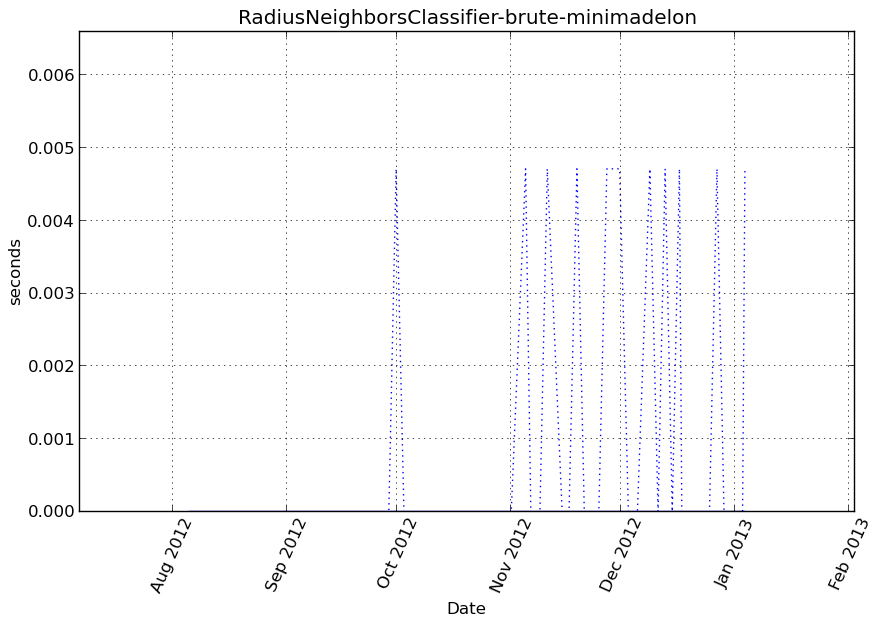 RadiusNeighborsClassifier-brute-minimadelon
0.006
0.005
0.004
0.003
0.002
0.001
0.000
seconds
Aug 2012
Sep 2012
Oct 2012
Nov 2012
Dec 2012
Jan 2013
Feb 2013
Date